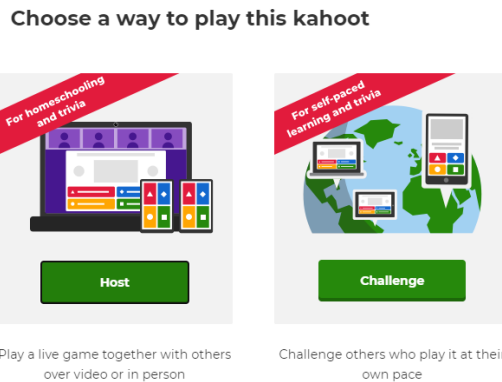 Choose a way to play this kahoot
For homeschooling
and trivia
Host
Play a live game together with others
over video or in person
For self-paced
learning and trivia
Challenge
Challenge others who play it at their
own pace